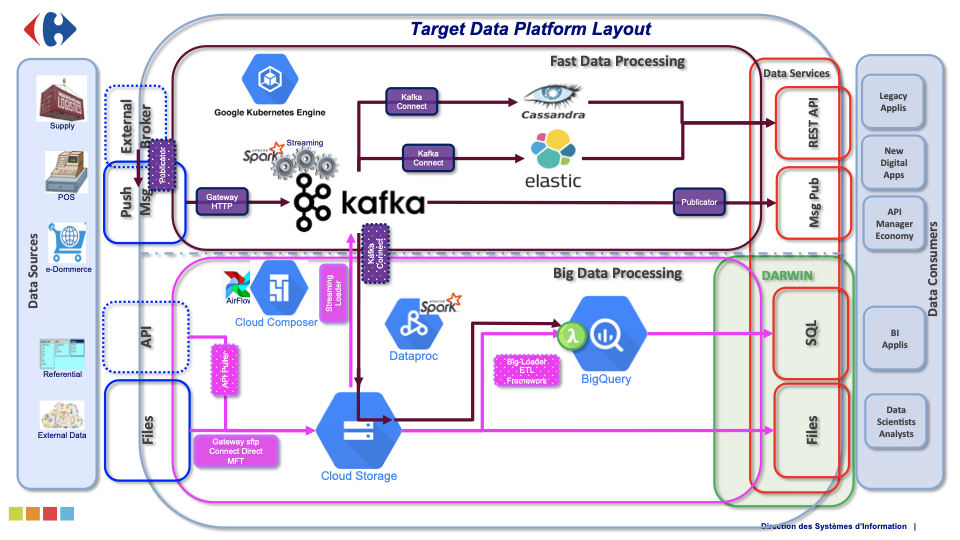 Target Data Platform Layout
Fast Data Processing
Data Services
Google Kubernetes Engine
Kafka
Connect
Cassandra
Kafka
Connect
elastic
APACHE
Spark
Streaming
kafka
Gateway
HTTP
Publicator
Publicator
External
Broker
Push
Msg
REST API
Msg Pub
LOGISTICS
Supply
POS
e-Dommerce
Referential
External Data
Data Sources
Legacy
Applis
New
Digital
Apps
API
Manager
Economy
BI
Applis
Data
Scientists
Analysts
Data Consumers
Big Data Processing
DARWIN
Kafka
Connect
Streaming
Loader
AirFlow
Cloud Composer
APACHE
Spark
Dataproc
λ
BigQuery
Big-Loader
ETL
Framework
API
API Puller
Files
Gateway sftp
Connect Direct
MFT
Cloud Storage
SQL
Files
Direction des Systèmes d'Information |